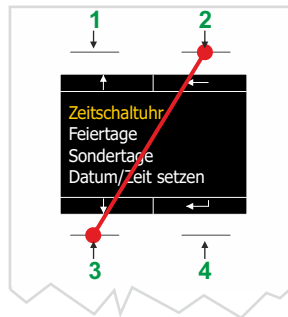 1 2
Zeitschaltuhr
Feiertage
Sondertage
Datum/Zeit setzen
3 4